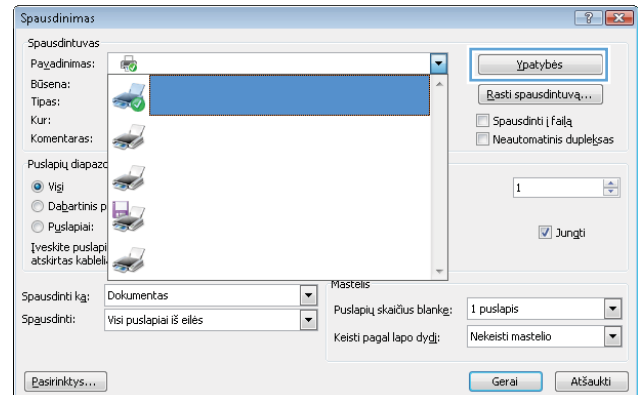 Spausdinimas
Spausdintuvas
Pavadinimas:
Ypatybės
Būsena:
Tipas:
Rasti spausdintuvą...
Kur:
Spausdinti į failą
Komentaras:
Neautomatinis dupleksas
Puslapių diapazo
Visi
1
Dabartinis p
Puslapiai:
Jungti
Įveskite puslapi
atskirtas kableli
Mastelis
Spausdinti ką: Dokumentas
Puslapių skaičius blanke: 1 puslapis
Spausdinti: Visi puslapiai iš eilės
Keisti pagal lapo dydį: Nekeisti mastelio
Pasirinktys...
Gerai
Atšaukti